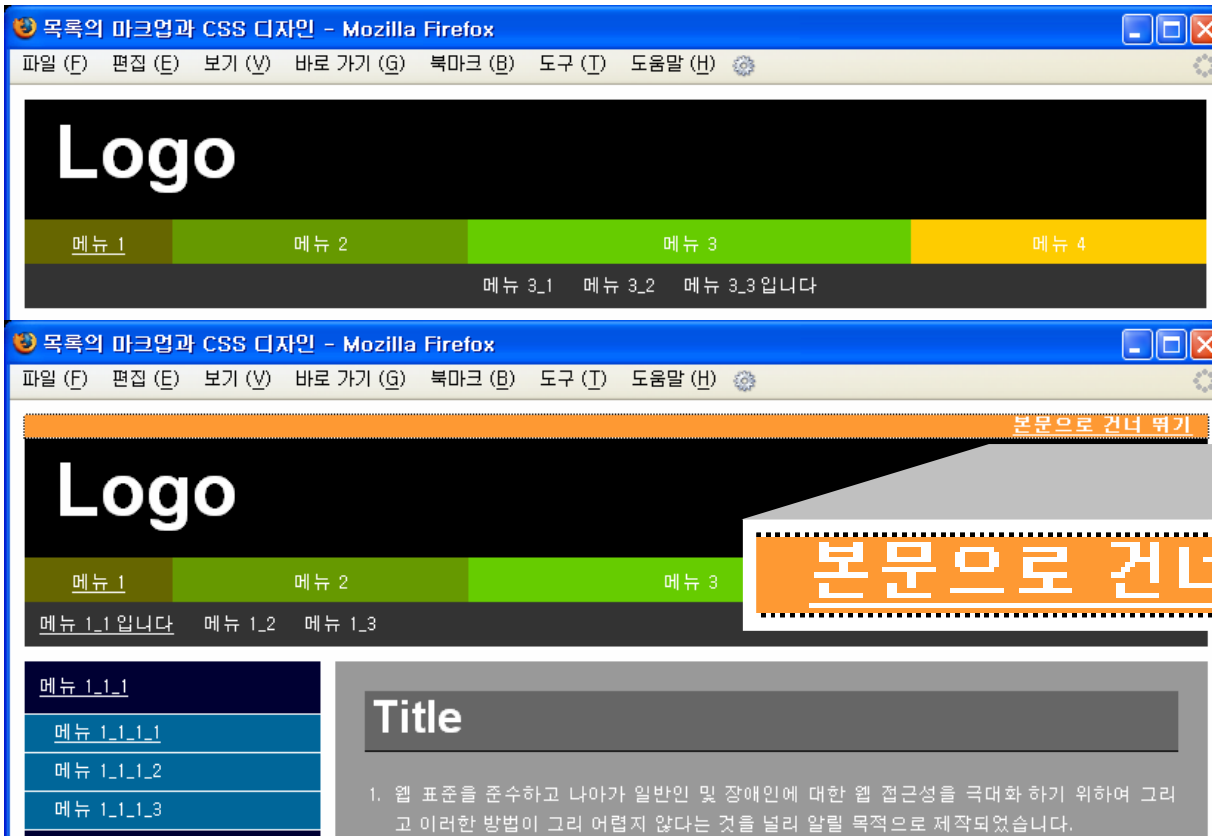 목록의 마크업과 CSS 디자인 - Mozilla Firefox
파일 (F) 편집 (E) 보기 (V) 바로 가기 (G) 북마크 (B) 도구 (T) 도움말 (H)
Logo
메뉴 1 메뉴 2 메뉴 3 메뉴 4
메뉴 3_1 메뉴 3_2 메뉴 3_3 입니다
목록의 마크업과 CSS 디자인 - Mozilla Firefox
파일 (F) 편집 (E) 보기 (V) 바로 가기 (G) 북마크 (B) 도구 (T) 도움말 (H)
본문으로 건너 뛰기
Logo
본문으로 건너
메뉴 1 메뉴 2 메뉴 3
메뉴 1_1 입니다 메뉴 1_2 메뉴 1_3
메뉴 1_1_1
메뉴 1_1_1_1
메뉴 1_1_1_2
메뉴 1_1_1_3
Title
1. 웹 표준을 준수하고 나아가 일반인 및 장애인에 대한 웹 접근성을 극대화 하기 위하여 그리
고 이러한 방법이 그리 어렵지 않다는 것을 널리 알릴 목적으로 제작되었습니다.